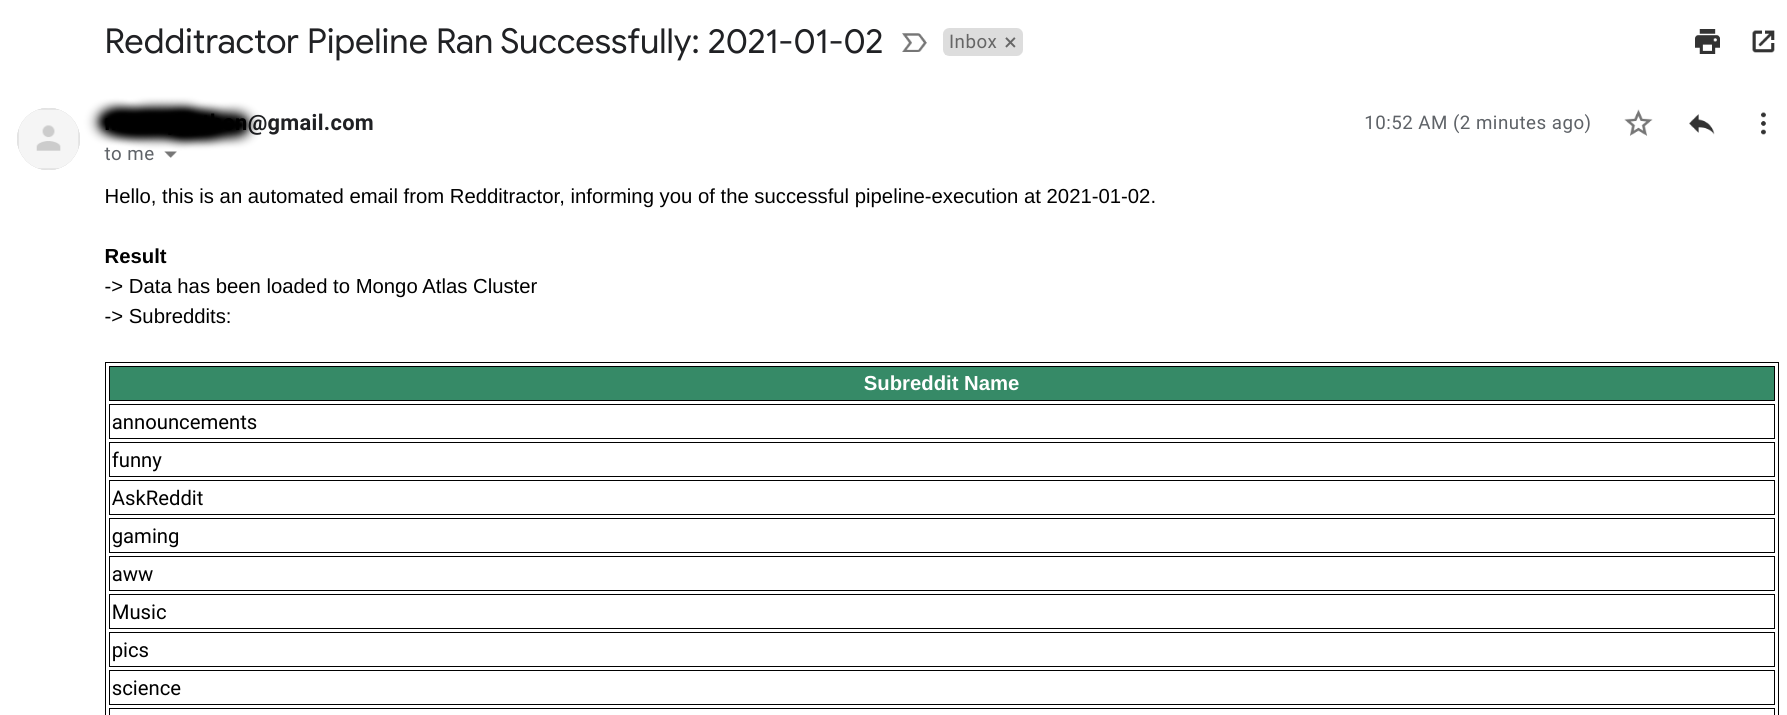 Redditractor Pipeline Ran Successfully: 2021-01-02 Inbox ×
@gmail.com 10:52 AM (2 minutes ago)
to me
Hello, this is an automated email from Redditractor, informing you of the successful pipeline-execution at 2021-01-02.
Result
-> Data has been loaded to Mongo Atlas Cluster
-> Subreddits:
Subreddit Name
announcements
funny
AskReddit
gaming
aww
Music
pics
science